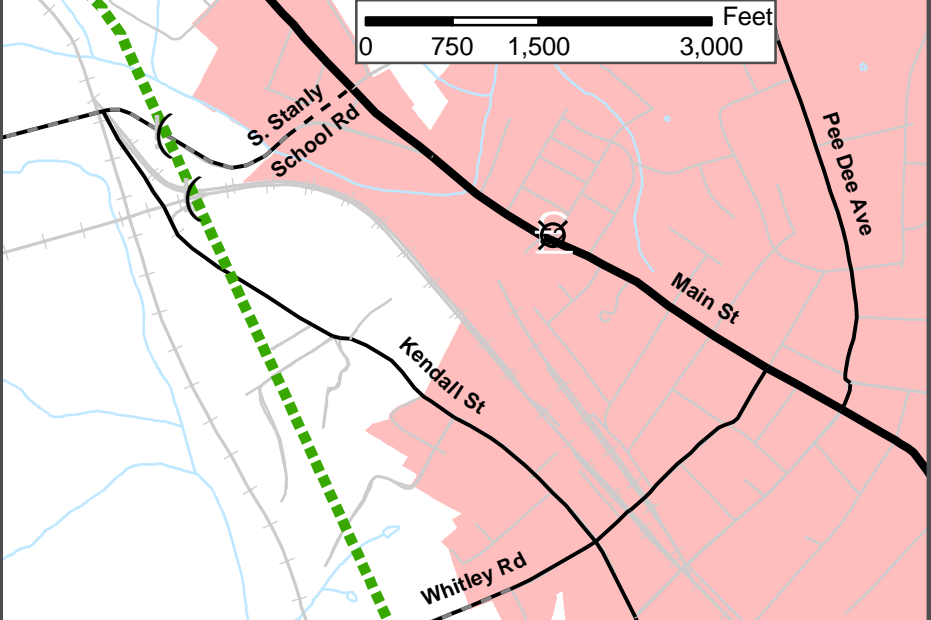 Feet
0 750 1,500 3,000
S. Stanly
School Rd
Pee Dee Ave
Main St
Kendall St
Whitley Rd